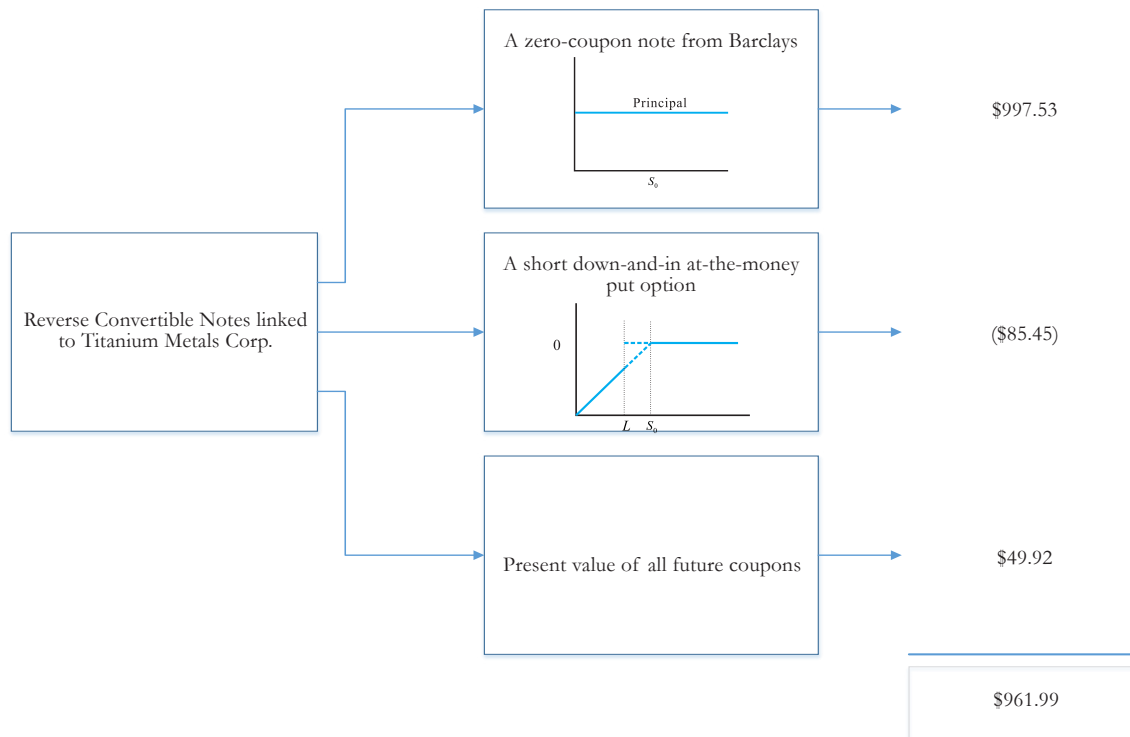 A zero-coupon note from Barclays
Principal
S₀
$997.53
Reverse Convertible Notes linked
to Titanium Metals Corp.
A short down-and-in at-the-money
put option
0
L S₀
($85.45)
Present value of all future coupons
$49.92
$961.99